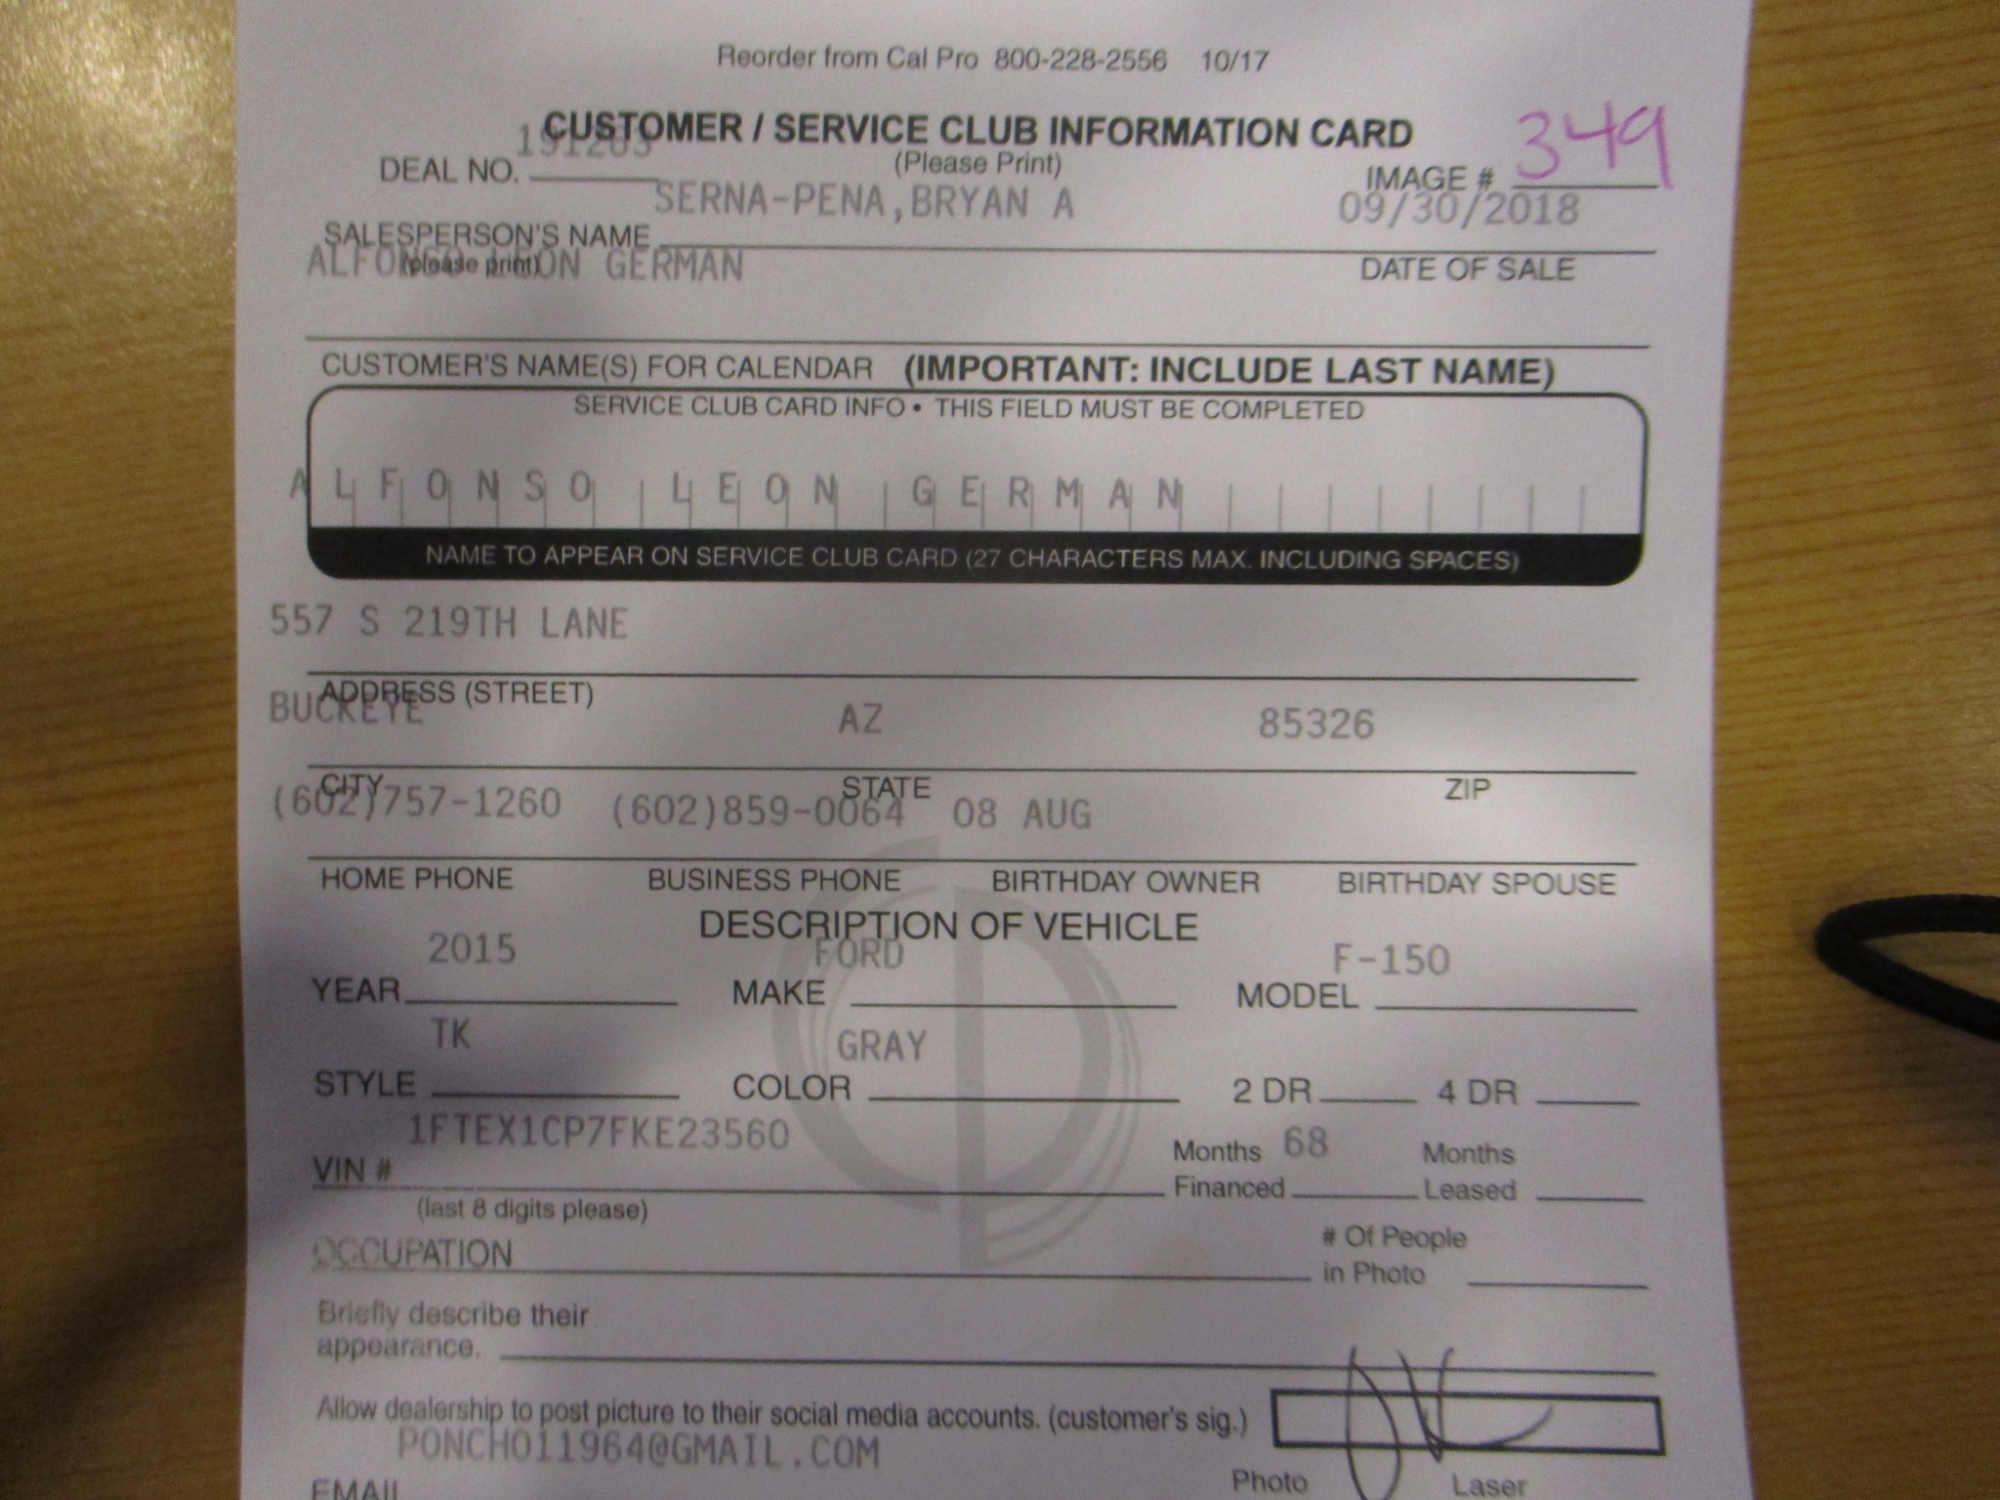 Reorder from Cal Pro 800-228-2556 10/17
CUSTOMER / SERVICE CLUB INFORMATION CARD
(Please Print)
DEAL NO. 191203
IMAGE # 349
SERNA-PENA,BRYAN A 09/30/2018
SALESPERSON'S NAME
(please print)
DATE OF SALE
ALFONSO LEON GERMAN
CUSTOMER'S NAME(S) FOR CALENDAR (IMPORTANT: INCLUDE LAST NAME)
SERVICE CLUB CARD INFO • THIS FIELD MUST BE COMPLETED
ALFONSO LEON GERMAN
NAME TO APPEAR ON SERVICE CLUB CARD (27 CHARACTERS MAX. INCLUDING SPACES)
557 S 219TH LANE
ADDRESS (STREET)
BUCKEYE AZ 85326
CITY STATE ZIP
(602)757-1260 (602)859-0064 08 AUG
HOME PHONE BUSINESS PHONE BIRTHDAY OWNER BIRTHDAY SPOUSE
DESCRIPTION OF VEHICLE
2015 FORD F-150
YEAR MAKE MODEL
TK GRAY
STYLE COLOR 2 DR 4 DR
1FTEX1CP7FKE23560
VIN #
(last 8 digits please)
Months 68 Months
Financed Leased
OCCUPATION
# Of People
in Photo
Briefly describe their
appearance.
Allow dealership to post picture to their social media accounts. (customer's sig.)
PONCHO11964@GMAIL.COM
EMAIL
Photo Laser